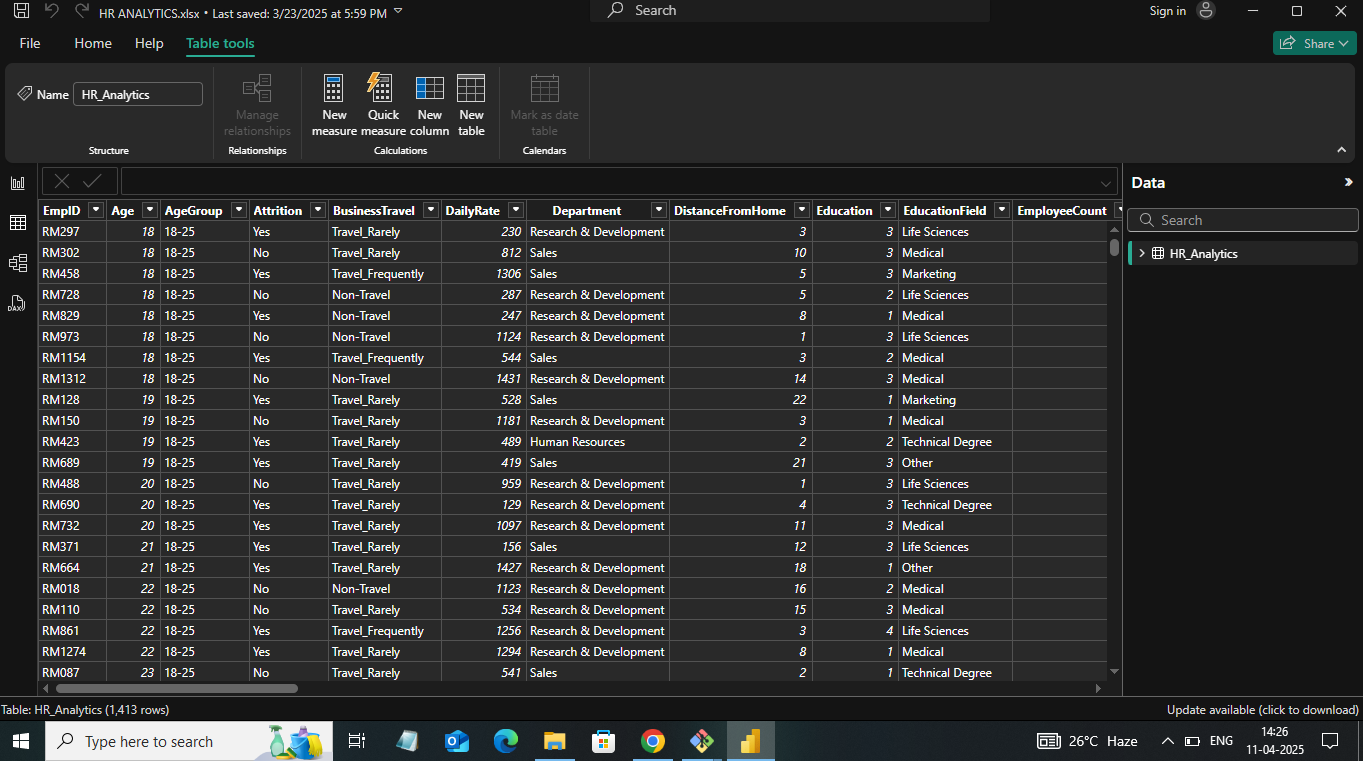 HR ANALYTICS.xlsx • Last saved: 3/23/2025 at 5:59 PM Search Sign in
File Home Help Table tools Share
Name HR_Analytics
Manage relationships
New measure
Quick measure
New column
New table
Mark as date table
Structure Relationships Calculations Calendars
Data
Search
HR_Analytics
EmpID Age AgeGroup Attrition BusinessTravel DailyRate Department DistanceFromHome Education EducationField EmployeeCount
RM297 18 18-25 Yes Travel_Rarely 230 Research & Development 3 3 Life Sciences
RM302 18 18-25 No Travel_Rarely 812 Sales 10 3 Medical
RM458 18 18-25 Yes Travel_Frequently 1306 Sales 5 3 Marketing
RM728 18 18-25 No Non-Travel 287 Research & Development 5 2 Life Sciences
RM829 18 18-25 Yes Non-Travel 247 Research & Development 8 1 Medical
RM973 18 18-25 No Non-Travel 1124 Research & Development 1 3 Life Sciences
RM1154 18 18-25 Yes Travel_Frequently 544 Sales 3 2 Medical
RM1312 18 18-25 No Non-Travel 1431 Research & Development 14 3 Medical
RM128 19 18-25 Yes Travel_Rarely 528 Sales 22 1 Marketing
RM150 19 18-25 No Travel_Rarely 1181 Research & Development 3 1 Medical
RM423 19 18-25 Yes Travel_Rarely 489 Human Resources 2 2 Technical Degree
RM689 19 18-25 Yes Travel_Rarely 419 Sales 21 3 Other
RM488 20 18-25 No Travel_Rarely 959 Research & Development 1 3 Life Sciences
RM690 20 18-25 Yes Travel_Rarely 129 Research & Development 4 3 Technical Degree
RM732 20 18-25 Yes Travel_Rarely 1097 Research & Development 11 3 Medical
RM371 21 18-25 Yes Travel_Rarely 156 Sales 12 3 Life Sciences
RM664 21 18-25 Yes Travel_Rarely 1427 Research & Development 18 1 Other
RM018 22 18-25 No Non-Travel 1123 Research & Development 16 2 Medical
RM110 22 18-25 No Travel_Rarely 534 Research & Development 15 3 Medical
RM861 22 18-25 Yes Travel_Frequently 1256 Research & Development 3 4 Life Sciences
RM1274 22 18-25 Yes Travel_Rarely 1294 Research & Development 8 1 Medical
RM087 23 18-25 No Travel_Rarely 541 Sales 2 1 Technical Degree
Table: HR_Analytics (1,413 rows) Update available (click to download)
Type here to search 26°C Haze ENG 14:26
11-04-2025